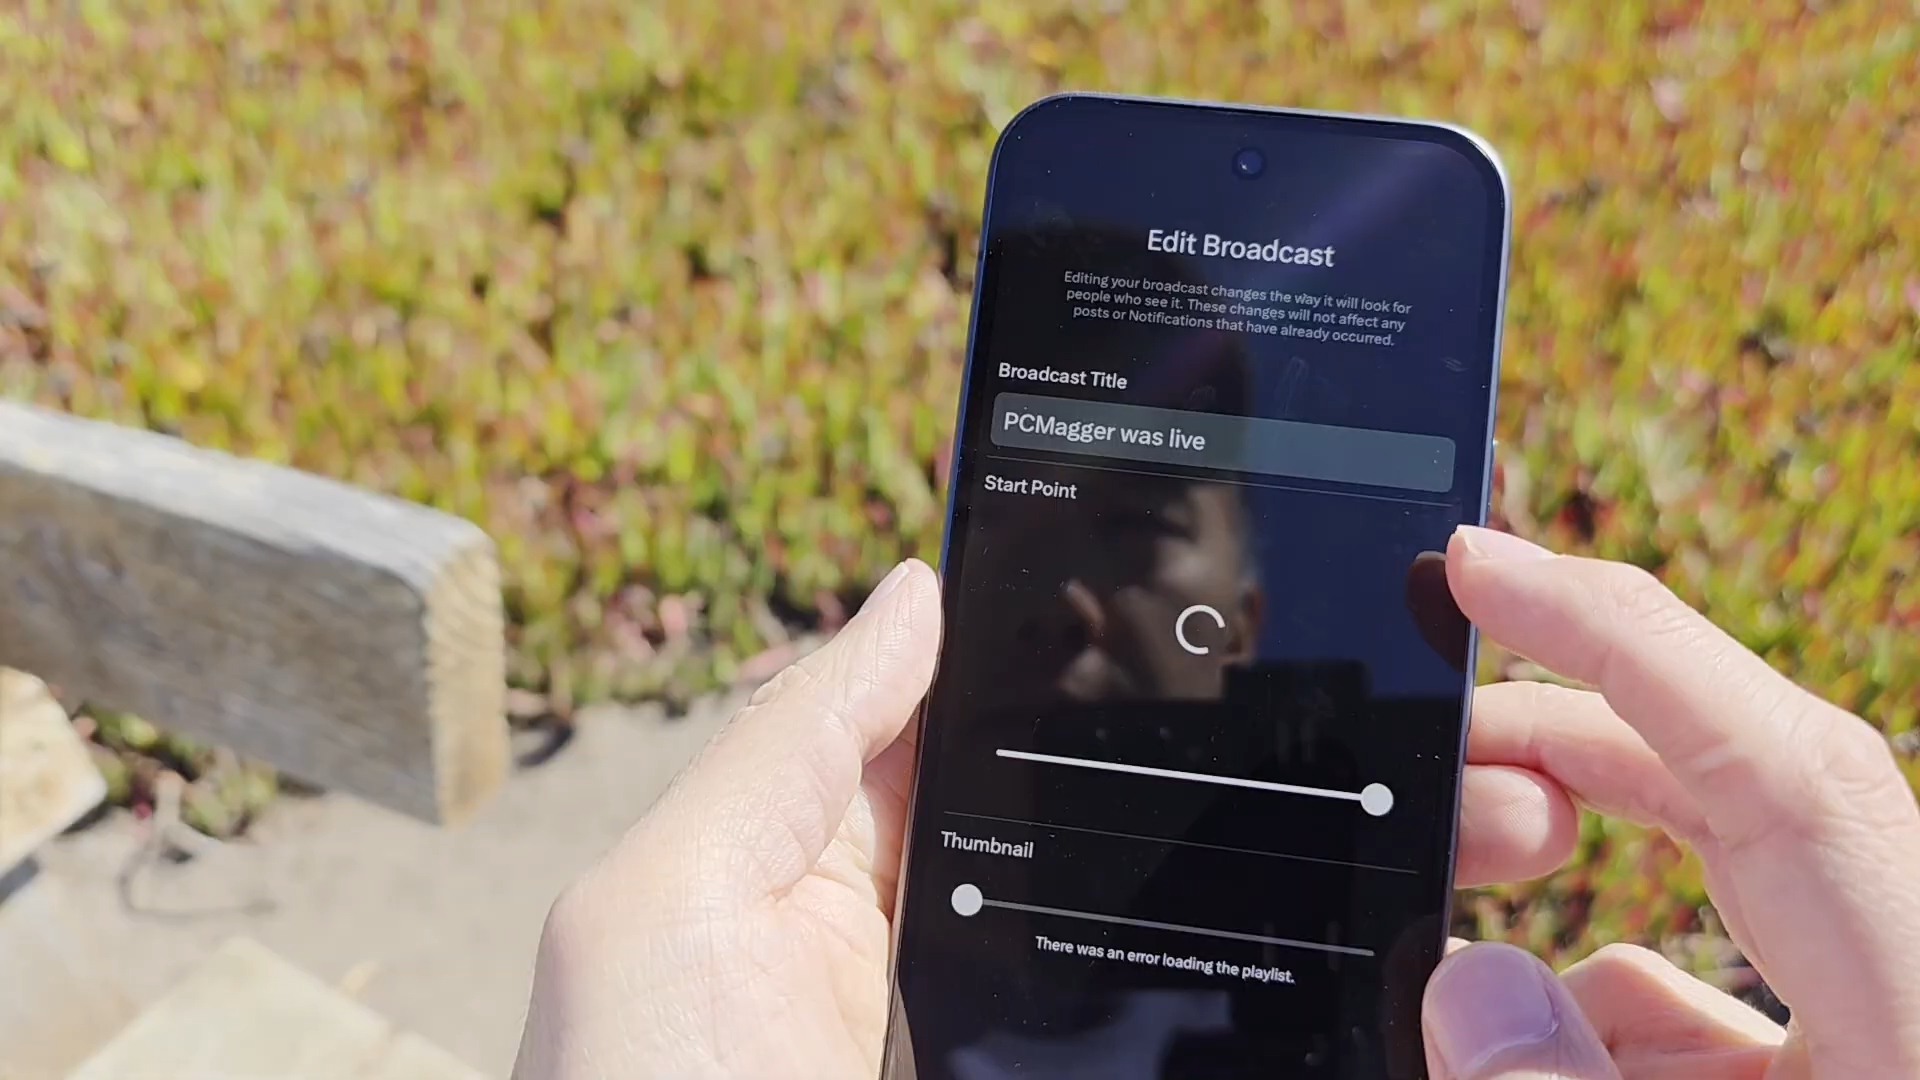 Edit Broadcast
Editing your broadcast changes the way it will look for
people who see it. These changes will not affect any
posts or Notifications that have already occurred.
Broadcast Title
PCMagger was live
Start Point
Thumbnail
There was an error loading the playlist.